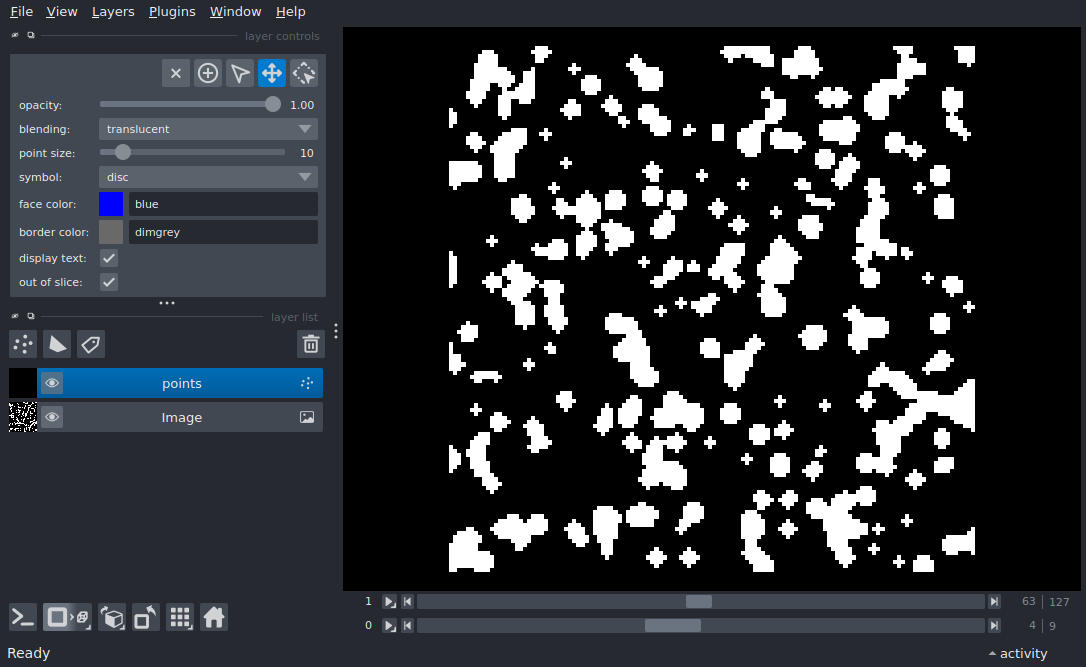 File View Layers Plugins Window Help
layer controls
opacity: 1.00
blending: translucent
point size: 10
symbol: disc
face color: blue
border color: dimgrey
display text:
out of slice:
layer list
points
Image
1 63 127
0 4 9
Ready activity